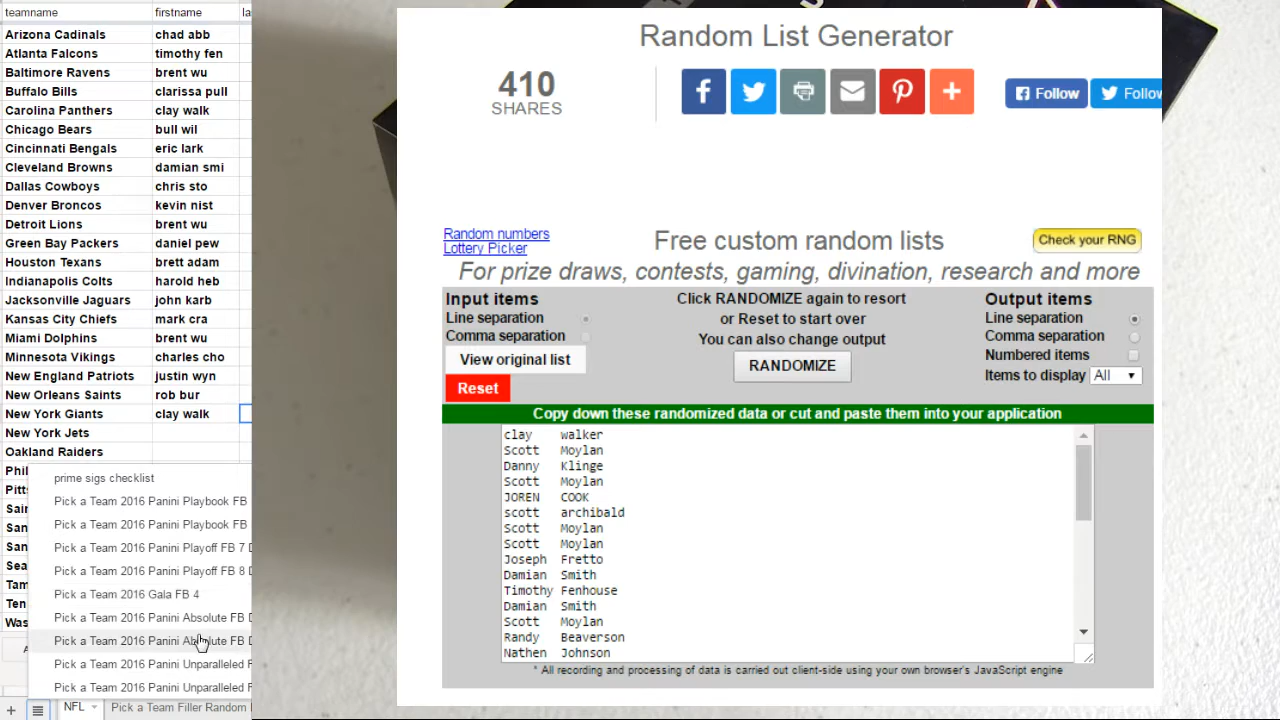 teamname firstname la
Arizona Cadinals chad abb
Atlanta Falcons timothy fen
Baltimore Ravens brent wu
Buffalo Bills clarissa pull
Carolina Panthers clay walk
Chicago Bears bull wil
Cincinnati Bengals eric lark
Cleveland Browns damian smi
Dallas Cowboys chris sto
Denver Broncos kevin nist
Detroit Lions brent wu
Green Bay Packers daniel pew
Houston Texans brett adam
Indianapolis Colts harold heb
Jacksonville Jaguars john karb
Kansas City Chiefs mark cra
Miami Dolphins brent wu
Minnesota Vikings charles cho
New England Patriots justin wyn
New Orleans Saints rob bur
New York Giants clay walk
New York Jets
Oakland Raiders
Phil
Pitts
Sain
San
San
Sea
Tam
Ten
Was
prime sigs checklist
Pick a Team 2016 Panini Playbook FB
Pick a Team 2016 Panini Playbook FB
Pick a Team 2016 Panini Playoff FB 7 D
Pick a Team 2016 Panini Playoff FB 8 D
Pick a Team 2016 Gala FB 4
Pick a Team 2016 Panini Absolute FB D
Pick a Team 2016 Panini Absolute FB D
Pick a Team 2016 Panini Unparalleled F
Pick a Team 2016 Panini Unparalleled F
NFL Pick a Team Filler Random
Random List Generator
410
SHARES
Follow
Follow
Random numbers
Lottery Picker
Free custom random lists
Check your RNG
For prize draws, contests, gaming, divination, research and more
Input items
Line separation
Comma separation
View original list
Reset
Click RANDOMIZE again to resort
or Reset to start over
You can also change output
RANDOMIZE
Output items
Line separation
Comma separation
Numbered items
Items to display All
Copy down these randomized data or cut and paste them into your application
clay walker
Scott Moylan
Danny Klinge
Scott Moylan
JOREN COOK
scott archibald
Scott Moylan
Scott Moylan
Joseph Fretto
Damian Smith
Timothy Fenhouse
Damian Smith
Scott Moylan
Randy Beaverson
Nathen Johnson
* All recording and processing of data is carried out client-side using your own browser's JavaScript engine